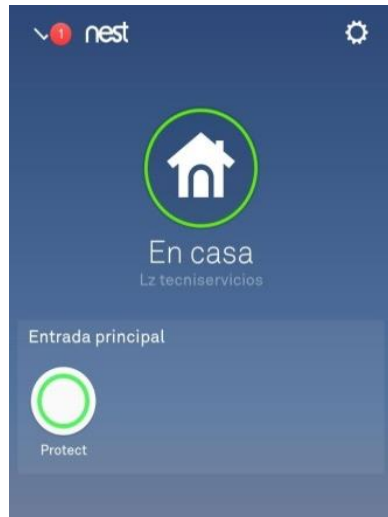 1 nest
En casa
Lz tecniservicios
Entrada principal
Protect